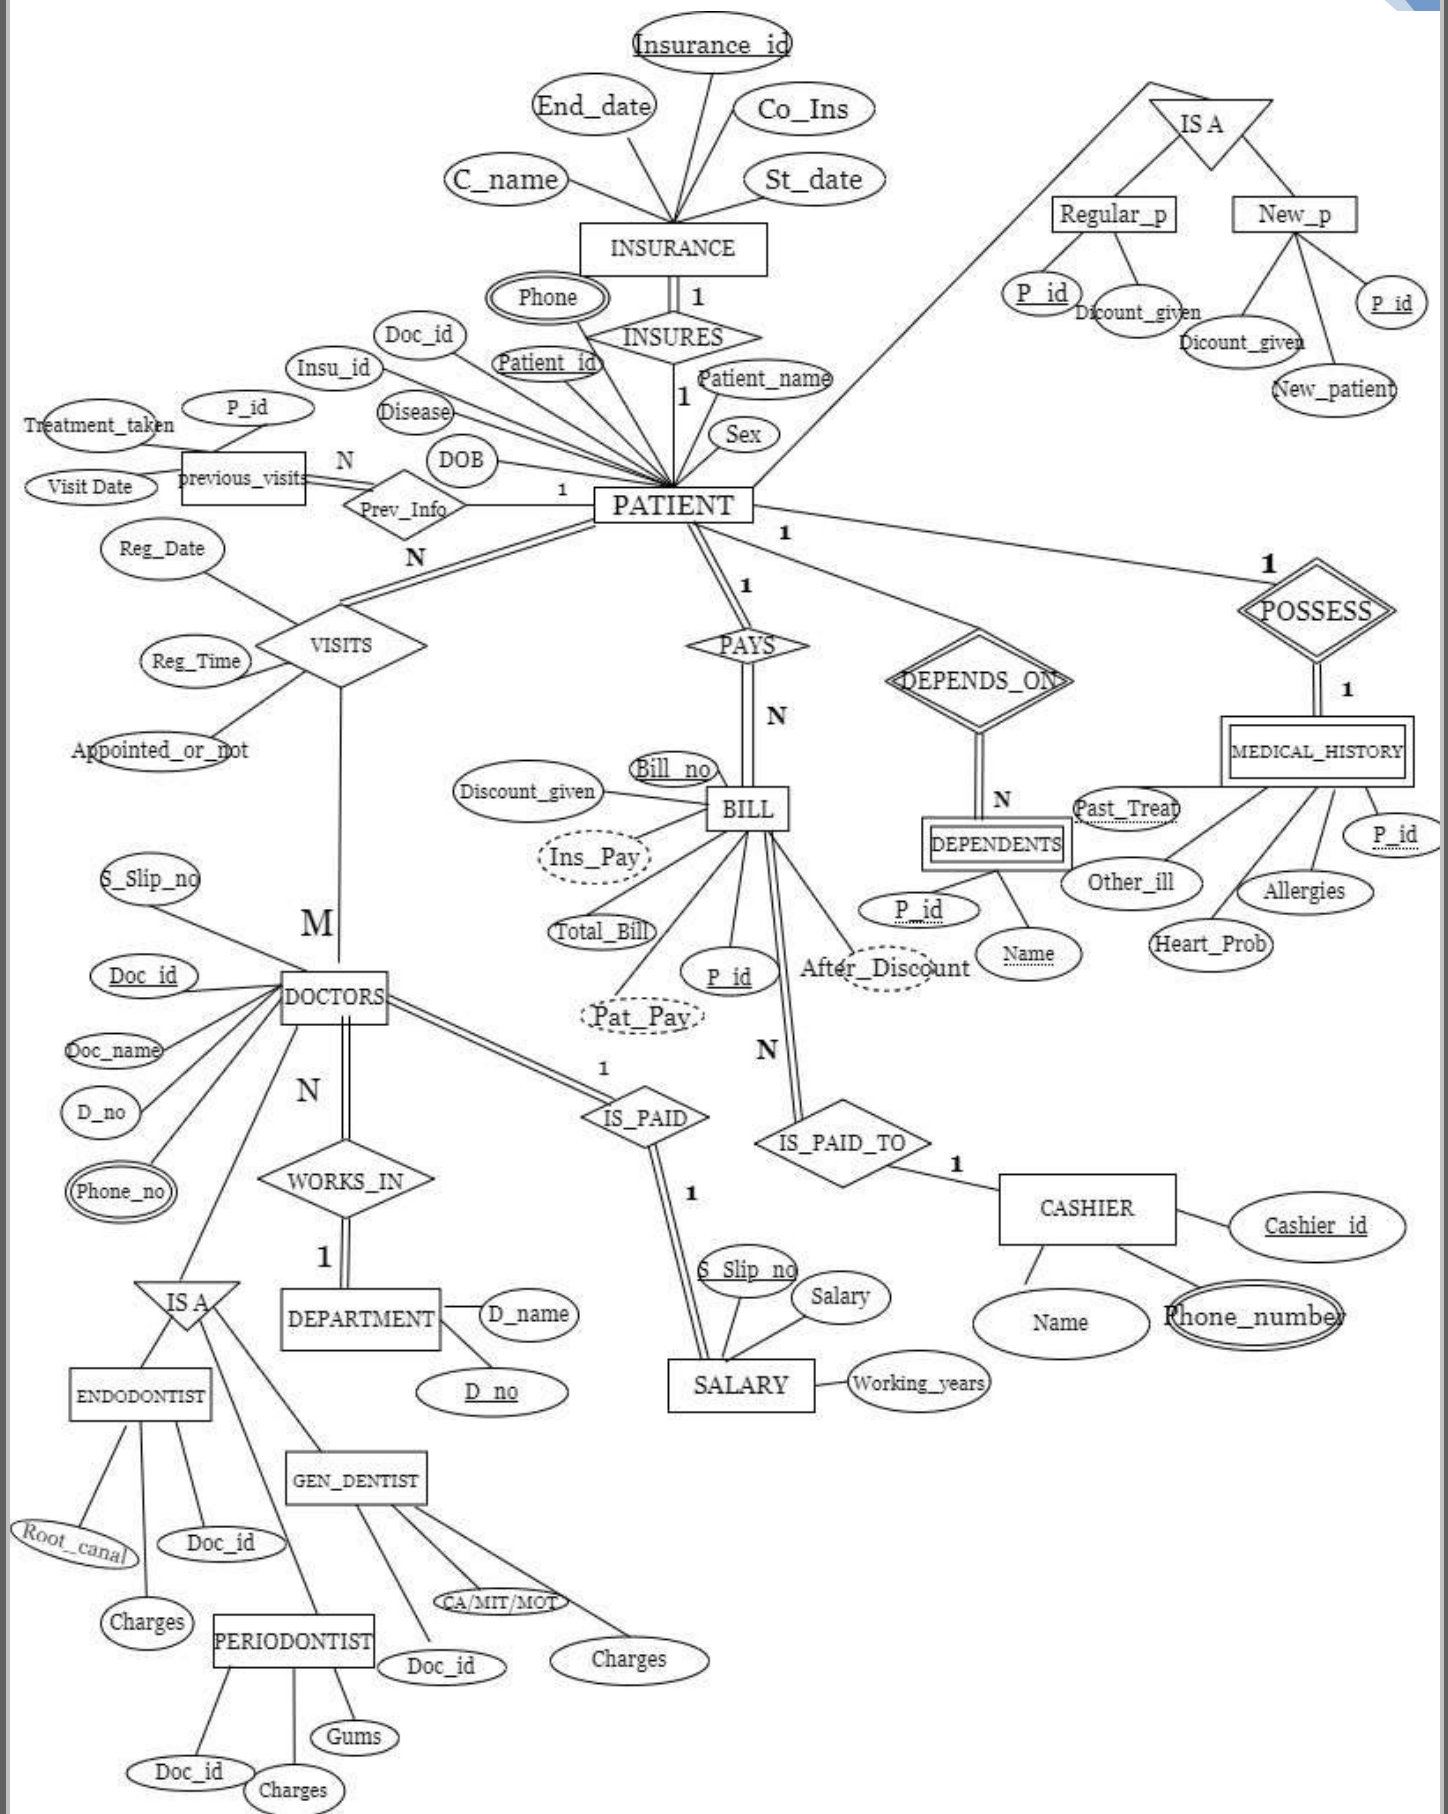 Insurance_id
End_date
Co_Ins
C_name
St_date
INSURANCE
1
INSURES
1
IS A
Regular_p
New_p
P_id
Dicount_given
Dicount_given
P_id
New_patient
Phone
Doc_id
Patient_id
Patient_name
Insu_id
Disease
Sex
DOB
P_id
Treatment_taken
Visit Date
previous_visits
N
Prev_Info
1
PATIENT
1
1
POSSESS
1
MEDICAL_HISTORY
Past_Treat
P_id
Other_ill
Allergies
Heart_Prob
Reg_Date
N
VISITS
Reg_Time
Appointed_or_not
M
1
PAYS
N
DEPENDS_ON
N
DEPENDENTS
P_id
Name
Bill_no
Discount_given
BILL
Ins_Pay
Total_Bill
P_id
After_Discount
Pat_Pay
S_Slip_no
Doc_id
DOCTORS
Doc_name
D_no
Phone_no
N
WORKS_IN
1
DEPARTMENT
D_name
D_no
1
IS_PAID
1
N
IS_PAID_TO
1
CASHIER
Cashier_id
Name
Phone_number
S_Slip_no
Salary
SALARY
Working_years
IS A
ENDODONTIST
Root_canal
Doc_id
Charges
GEN_DENTIST
CA/MIT/MOT
Doc_id
Charges
PERIODONTIST
Gums
Doc_id
Charges